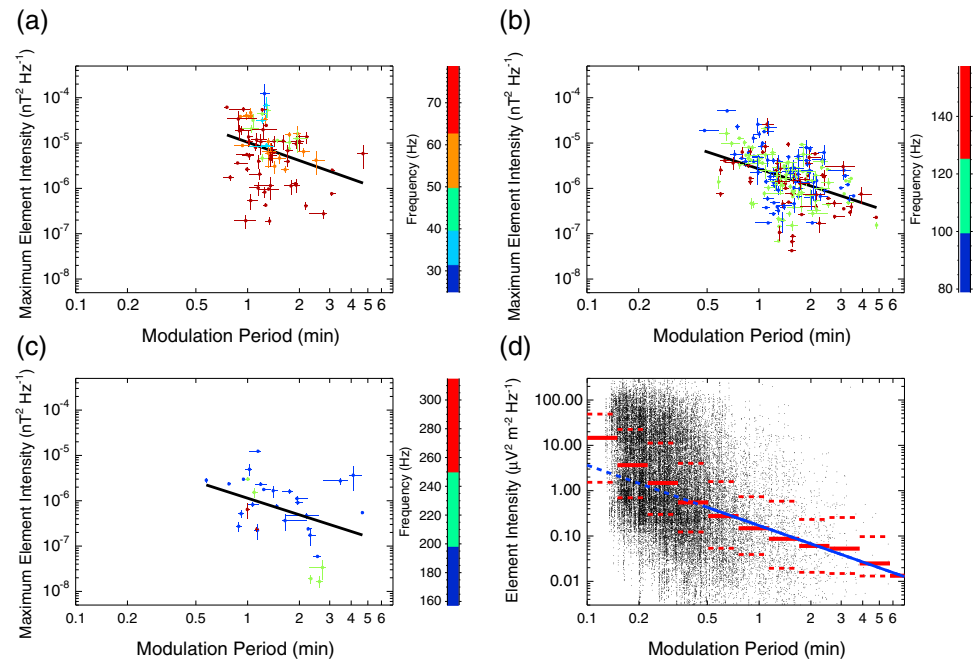 (a)
Maximum Element Intensity (nT² Hz⁻¹)
10⁻⁴
10⁻⁵
10⁻⁶
10⁻⁷
10⁻⁸
0.1 0.2 0.5 1 2 3 4 5 6
Modulation Period (min)
Frequency (Hz)
70
60
50
40
30
(b)
Maximum Element Intensity (nT² Hz⁻¹)
10⁻⁴
10⁻⁵
10⁻⁶
10⁻⁷
10⁻⁸
0.1 0.2 0.5 1 2 3 4 5 6
Modulation Period (min)
Frequency (Hz)
140
120
100
80
(c)
Maximum Element Intensity (nT² Hz⁻¹)
10⁻⁴
10⁻⁵
10⁻⁶
10⁻⁷
10⁻⁸
0.1 0.2 0.5 1 2 3 4 5 6
Modulation Period (min)
Frequency (Hz)
300
280
260
240
220
200
180
160
(d)
Element Intensity (μV² m⁻² Hz⁻¹)
100.00
10.00
1.00
0.10
0.01
0.1 0.2 0.5 1 2 3 4 5 6
Modulation Period (min)